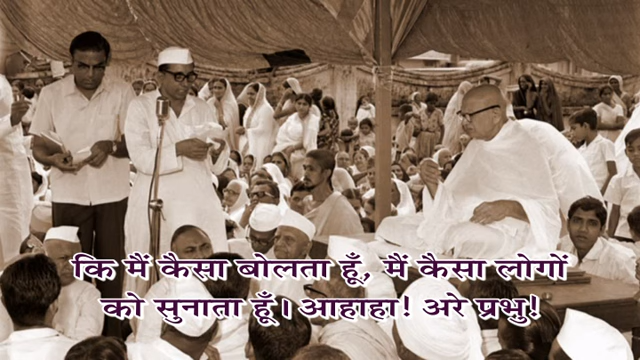 कि मैं कैसा बोलता हूँ, मैं कैसा लोगों
को सुनाता हूँ। आहाहा! अरे प्रभु!